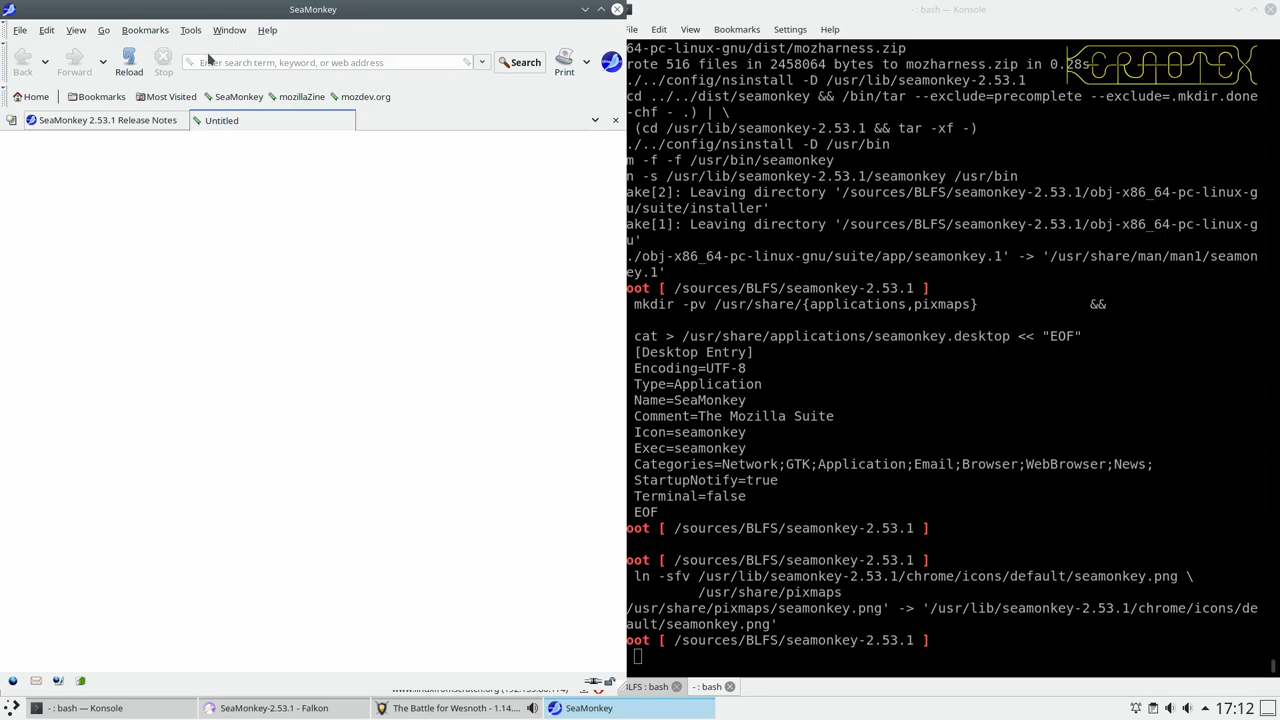 SeaMonkey
File Edit View Go Bookmarks Tools Window Help
Back Forward Reload Stop Enter search term, keyword, or web address Search Print
Home Bookmarks Most Visited SeaMonkey mozillaZine mozdev.org
SeaMonkey 2.53.1 Release Notes Untitled
- : bash — Konsole
ile Edit View Bookmarks Settings Help
64-pc-linux-gnu/dist/mozharness.zip
rote 516 files in 2458064 bytes to mozharness.zip in 0.28s
./../config/nsinstall -D /usr/lib/seamonkey-2.53.1
cd ../../dist/seamonkey && /bin/tar --exclude=precomplete --exclude=.mkdir.done
-chf - .) | \
(cd /usr/lib/seamonkey-2.53.1 && tar -xf -)
./../config/nsinstall -D /usr/bin
m -f -f /usr/bin/seamonkey
n -s /usr/lib/seamonkey-2.53.1/seamonkey /usr/bin
ake[2]: Leaving directory '/sources/BLFS/seamonkey-2.53.1/obj-x86_64-pc-linux-g
u/suite/installer'
ake[1]: Leaving directory '/sources/BLFS/seamonkey-2.53.1/obj-x86_64-pc-linux-g
u'
./obj-x86_64-pc-linux-gnu/suite/app/seamonkey.1' -> '/usr/share/man/man1/seamon
ey.1'
oot [ /sources/BLFS/seamonkey-2.53.1 ]
mkdir -pv /usr/share/{applications,pixmaps} &&
cat > /usr/share/applications/seamonkey.desktop << "EOF"
[Desktop Entry]
Encoding=UTF-8
Type=Application
Name=SeaMonkey
Comment=The Mozilla Suite
Icon=seamonkey
Exec=seamonkey
Categories=Network;GTK;Application;Email;Browser;WebBrowser;News;
StartupNotify=true
Terminal=false
EOF
oot [ /sources/BLFS/seamonkey-2.53.1 ]
oot [ /sources/BLFS/seamonkey-2.53.1 ]
ln -sfv /usr/lib/seamonkey-2.53.1/chrome/icons/default/seamonkey.png \
/usr/share/pixmaps
/usr/share/pixmaps/seamonkey.png' -> '/usr/lib/seamonkey-2.53.1/chrome/icons/de
ault/seamonkey.png'
oot [ /sources/BLFS/seamonkey-2.53.1 ]
BLFS : bash - : bash
- : bash — Konsole SeaMonkey-2.53.1 - Falkon The Battle for Wesnoth - 1.14.... SeaMonkey 17:12